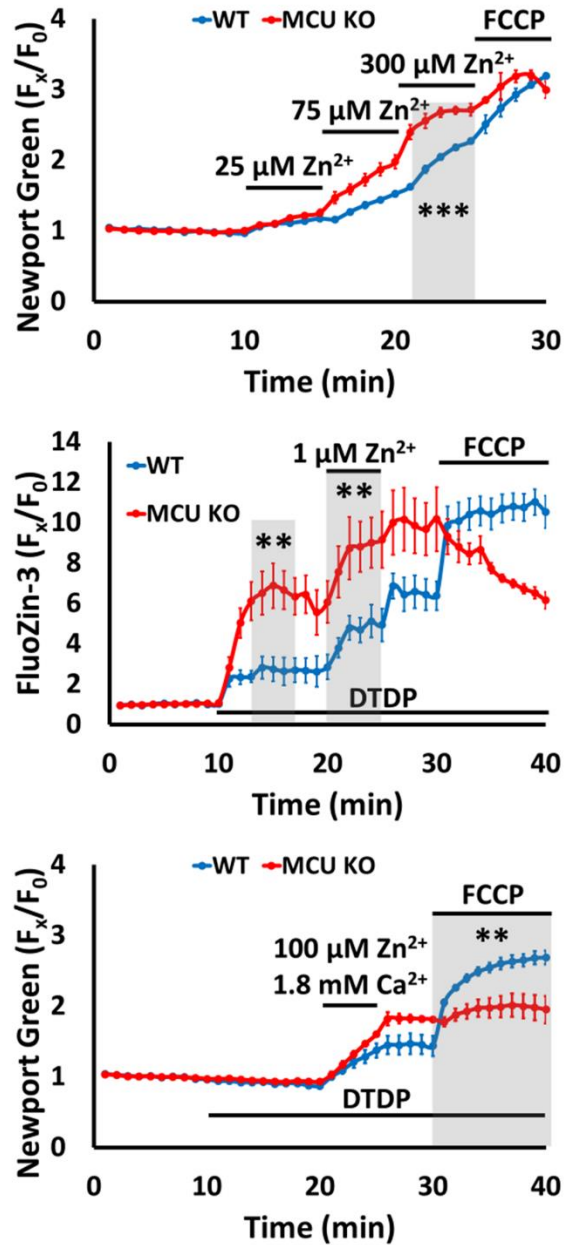 4
WT
MCU KO
FCCP
300 μM Zn²⁺
3
75 μM Zn²⁺
2
25 μM Zn²⁺
***
1
0
0
10
20
30
Newport Green (Fₓ/F₀)
Time (min)
14
12
10
8
6
4
2
0
WT
MCU KO
1 μM Zn²⁺
FCCP
**
**
DTDP
0
10
20
30
40
FluoZin-3 (Fₓ/F₀)
Time (min)
WT
MCU KO
4
FCCP
3
100 μM Zn²⁺
**
1.8 mM Ca²⁺
2
1
DTDP
0
0
10
20
30
40
Newport Green (Fₓ/F₀)
Time (min)